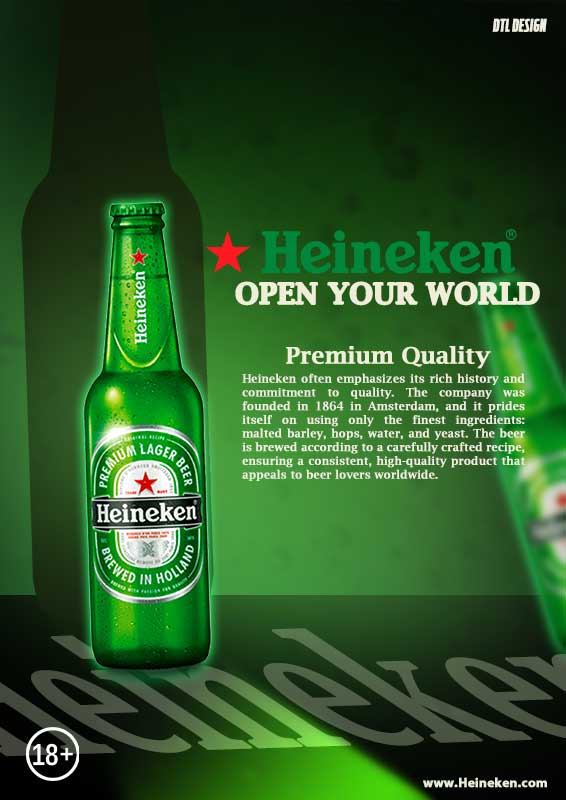 DTL DESIGN
Heineken®
OPEN YOUR WORLD
Premium Quality
Heineken often emphasizes its rich history and
commitment to quality. The company was
founded in 1864 in Amsterdam, and it prides
itself on using only the finest ingredients:
malted barley, hops, water, and yeast. The beer
is brewed according to a carefully crafted recipe,
ensuring a consistent, high-quality product that
appeals to beer lovers worldwide.
Heineken
PREMIUM LAGER BEER
TRADE MARK
Heineken
BREWED IN HOLLAND
Heineken
18+
www.Heineken.com